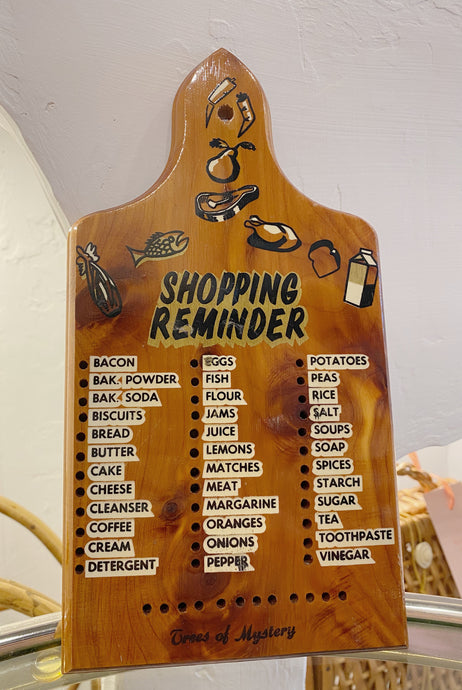 SHOPPING
REMINDER
BACON
BAK. POWDER
BAK. SODA
BISCUITS
BREAD
BUTTER
CAKE
CHEESE
CLEANSER
COFFEE
CREAM
DETERGENT
EGGS
FISH
FLOUR
JAMS
JUICE
LEMONS
MATCHES
MEAT
MARGARINE
ORANGES
ONIONS
PEPPER
POTATOES
PEAS
RICE
SALT
SOUPS
SOAP
SPICES
STARCH
SUGAR
TEA
TOOTHPASTE
VINEGAR
Trees of Mystery